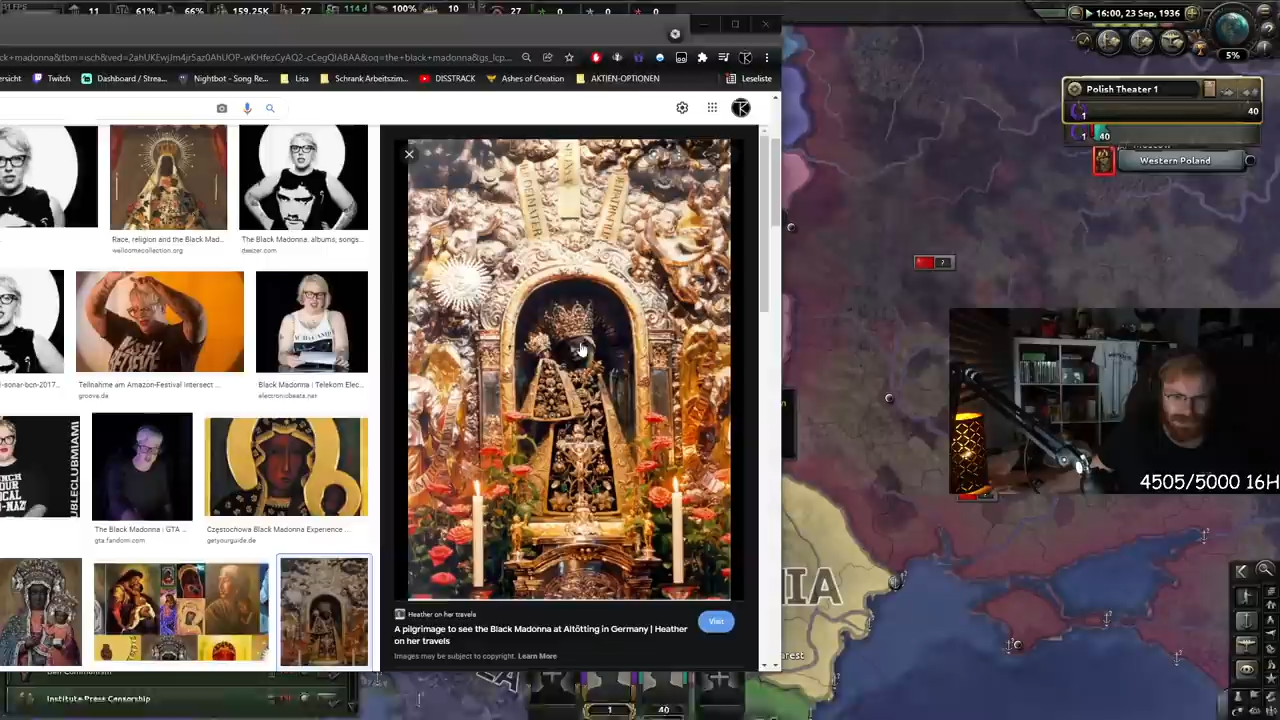 11
61%
66%
159.25K
27
114 d
100%
10
27
0
0
0
16:00, 23 Sep, 1936
5%
Polish Theater 1
1
40
1
40
Western Poland
?
Twitch
Dashboard / Strea...
Nightbot - Song Re...
Lisa
Schrank Arbeitszim...
DISSTRACK
Ashes of Creation
AKTIEN-OPTIONEN
Leseliste
Race, religion and the Black Mad...
wellcomecollection.org
The Black Madonna: albums, songs...
Teilnahme am Amazon-Festival Intersect ...
groove.de
Black Madonna | Telekom Elec...
electronicbeats.net
The Black Madonna | GTA ...
gta.fandom.com
Częstochowa Black Madonna Experience ...
getyourguide.de
Heather on her travels
A pilgrimage to see the Black Madonna at Altötting in Germany | Heather
on her travels
Visit
Images may be subject to copyright. Learn More
4505/5000 16H
Institute Press Censorship
1
40